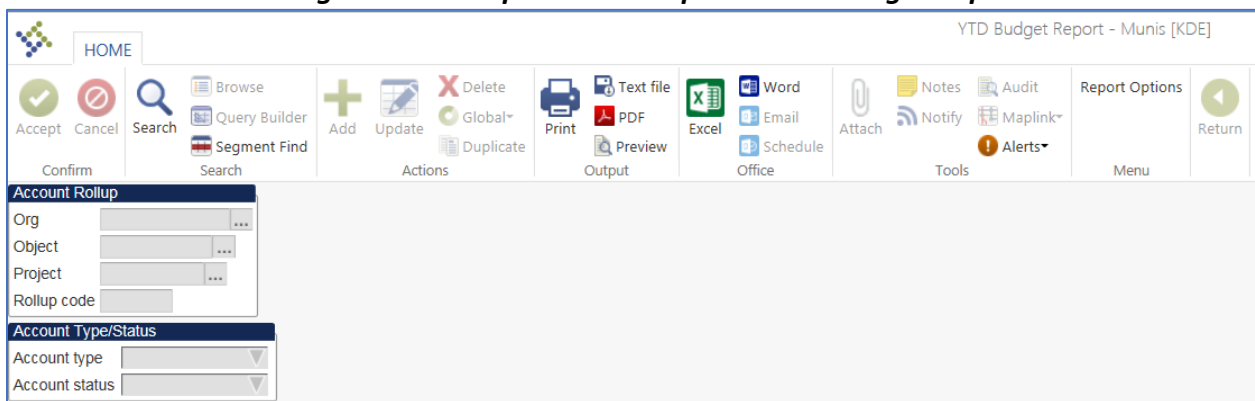 YTD Budget Report - Munis [KDE]
HOME
Accept
Cancel
Search
Browse
Query Builder
Segment Find
Add
Update
Delete
Global
Duplicate
Print
Text file
PDF
Preview
Excel
Word
Email
Schedule
Attach
Notes
Notify
Audit
Maplink
Alerts
Report Options
Return
Confirm
Search
Actions
Output
Office
Tools
Menu
Account Rollup
Org ...
Object ...
Project ...
Rollup code
Account Type/Status
Account type
Account status